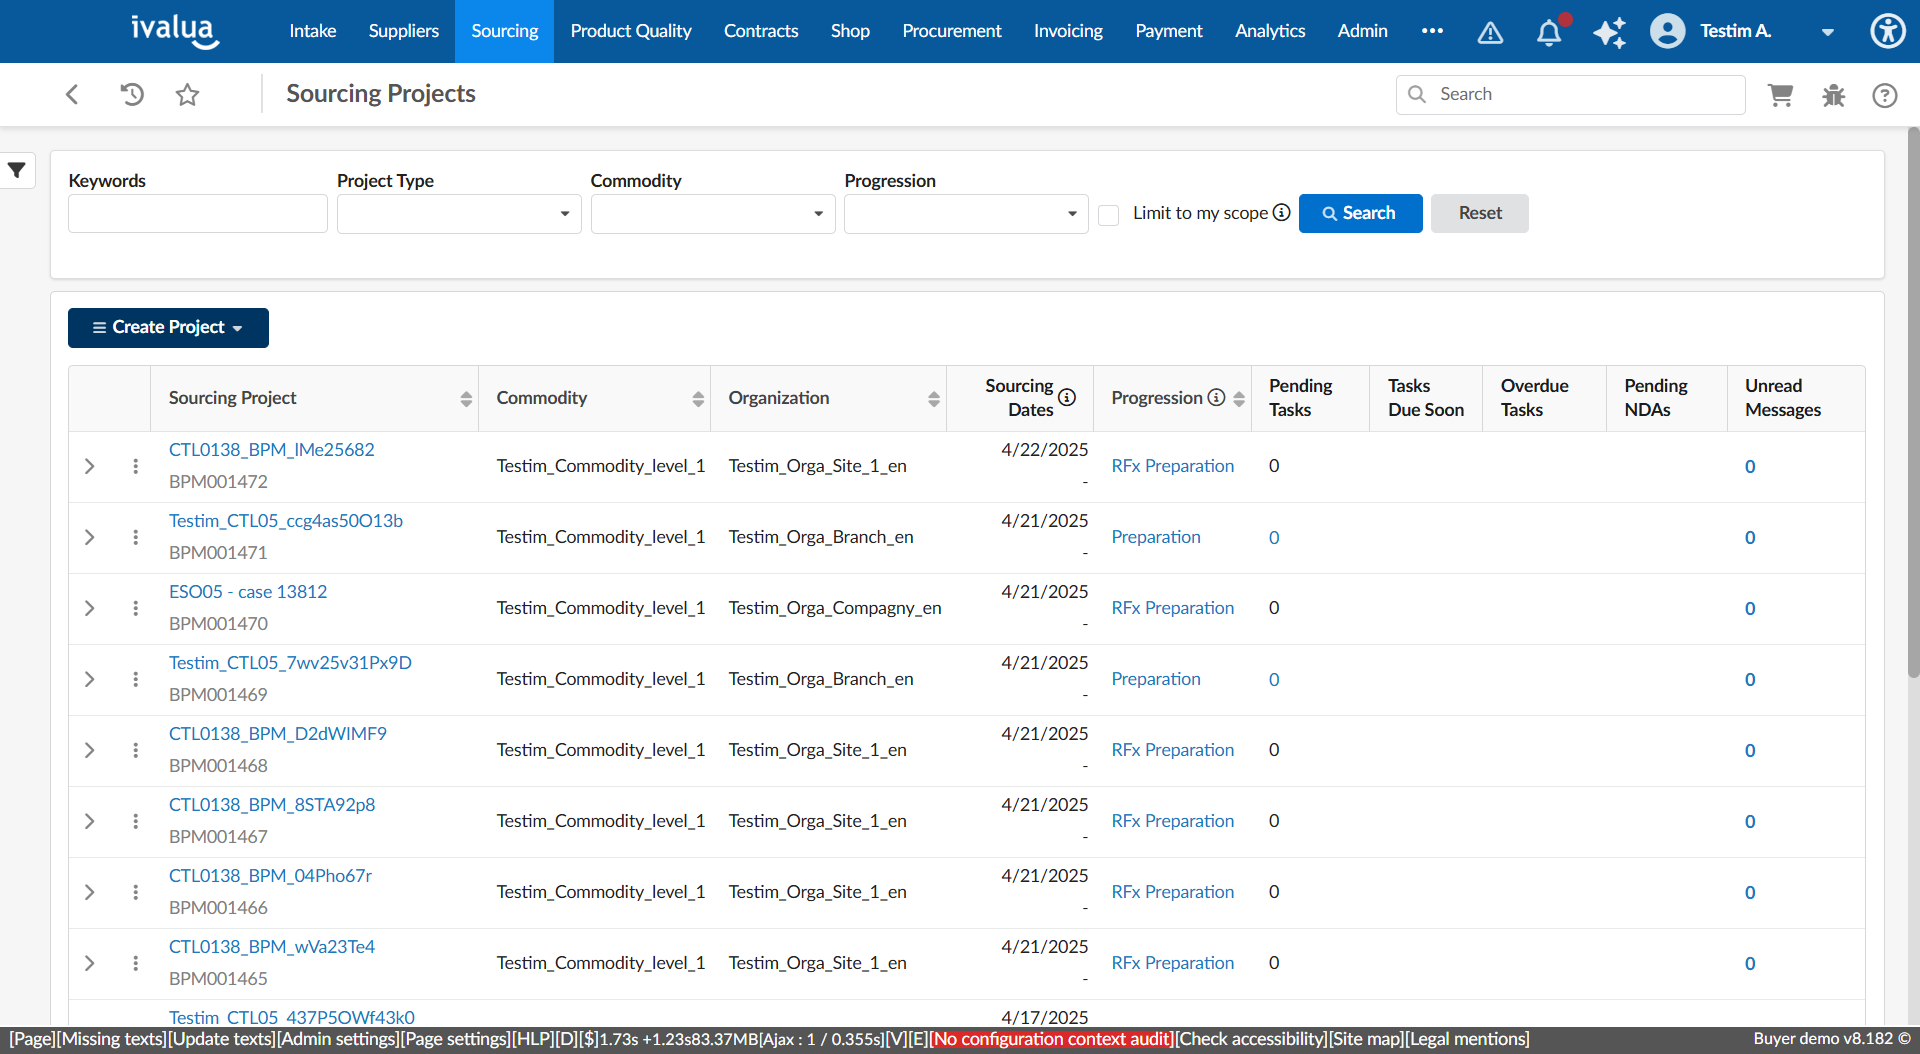 ivalua
Intake Suppliers Sourcing Product Quality Contracts Shop Procurement Invoicing Payment Analytics Admin Testim A.
Sourcing Projects
Search
Keywords Project Type Commodity Progression
Limit to my scope Search Reset
Create Project
Sourcing Project Commodity Organization Sourcing Dates Progression Pending Tasks Tasks Due Soon Overdue Tasks Pending NDAs Unread Messages
CTL0138_BPM_lMe25682 4/22/2025
Testim_Commodity_level_1 Testim_Orga_Site_1_en RFx Preparation 0 0
BPM001472 -
Testim_CTL05_ccg4as50O13b 4/21/2025
Testim_Commodity_level_1 Testim_Orga_Branch_en Preparation 0 0
BPM001471 -
ESO05 - case 13812 4/21/2025
Testim_Commodity_level_1 Testim_Orga_Compagny_en RFx Preparation 0 0
BPM001470 -
Testim_CTL05_7wv25v31Px9D 4/21/2025
Testim_Commodity_level_1 Testim_Orga_Branch_en Preparation 0 0
BPM001469 -
CTL0138_BPM_D2dWIMF9 4/21/2025
Testim_Commodity_level_1 Testim_Orga_Site_1_en RFx Preparation 0 0
BPM001468 -
CTL0138_BPM_8STA92p8 4/21/2025
Testim_Commodity_level_1 Testim_Orga_Site_1_en RFx Preparation 0 0
BPM001467 -
CTL0138_BPM_04Pho67r 4/21/2025
Testim_Commodity_level_1 Testim_Orga_Site_1_en RFx Preparation 0 0
BPM001466 -
CTL0138_BPM_wVa23Te4 4/21/2025
Testim_Commodity_level_1 Testim_Orga_Site_1_en RFx Preparation 0 0
BPM001465 -
Testim_CTL05_437P5OWf43k0 4/17/2025
[Page][Missing texts][Update texts][Admin settings][Page settings][HLP][D][$]1.73s +1.23s83.37MB[Ajax : 1 / 0.355s][V][E][No configuration context audit][Check accessibility][Site map][Legal mentions] Buyer demo v8.182 ©